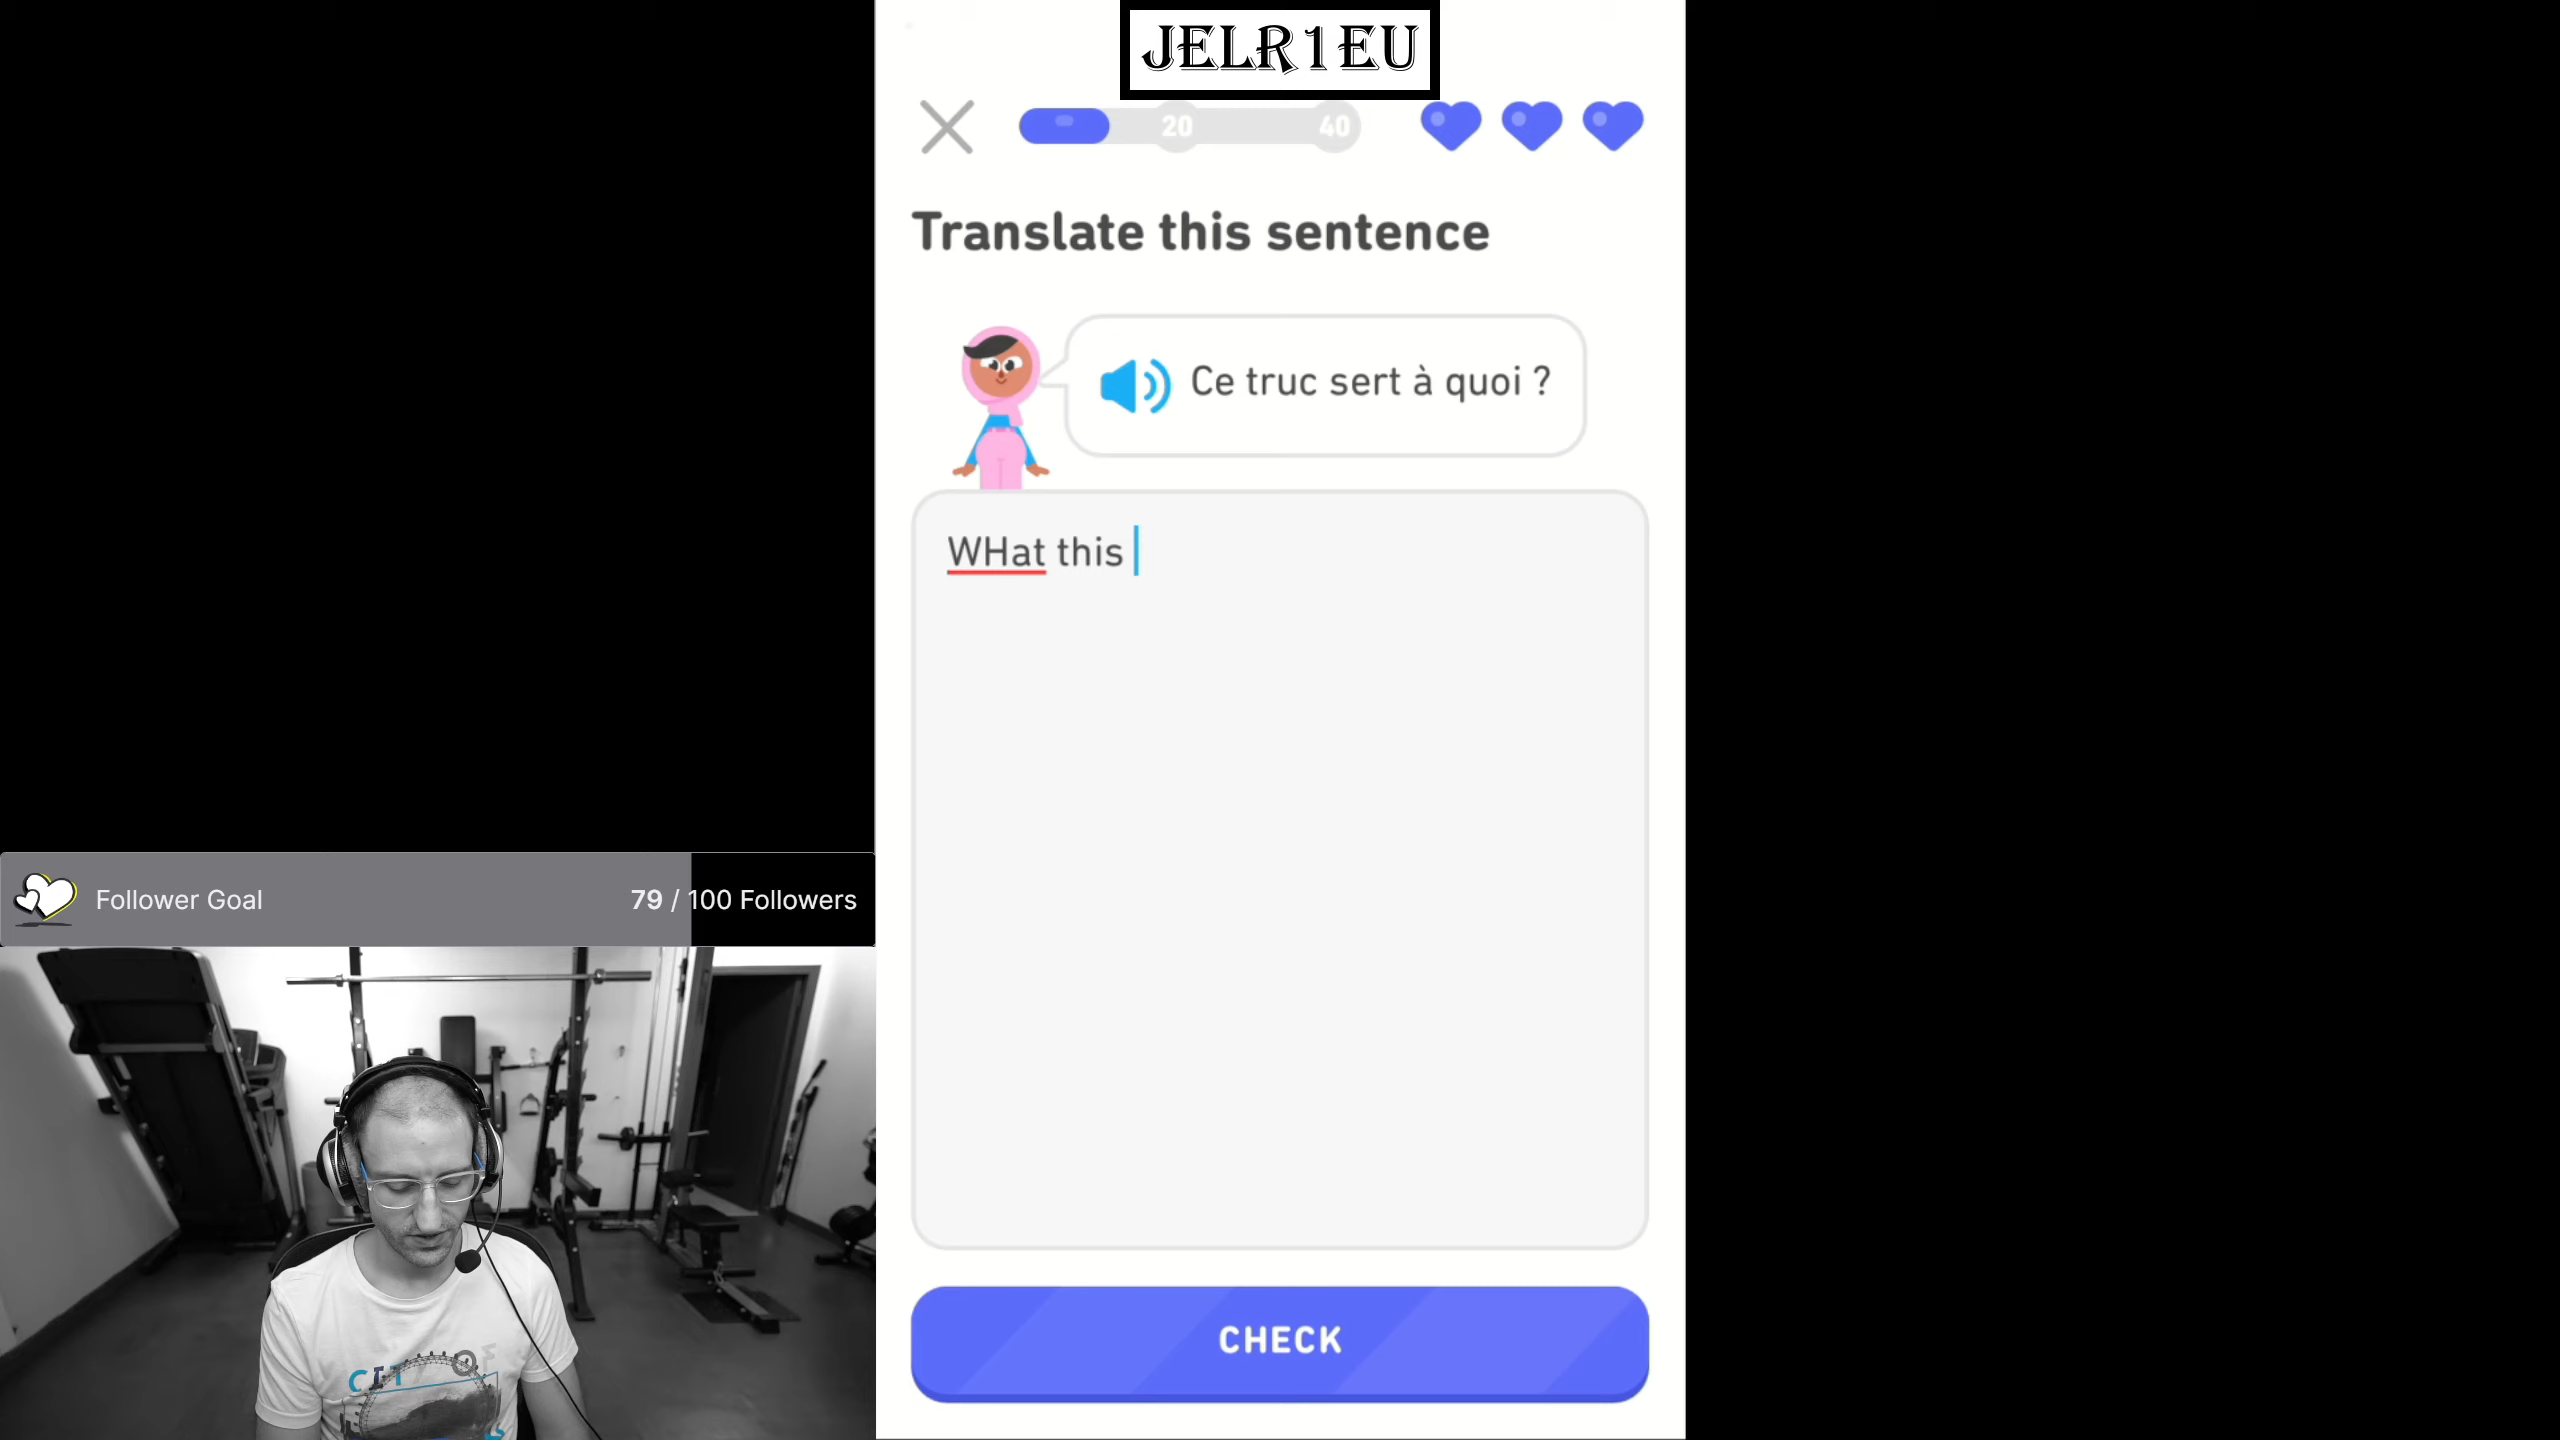 JELR1EU
20
40
Translate this sentence
Ce truc sert à quoi ?
WHat this
Follower Goal
79 / 100 Followers
CHECK